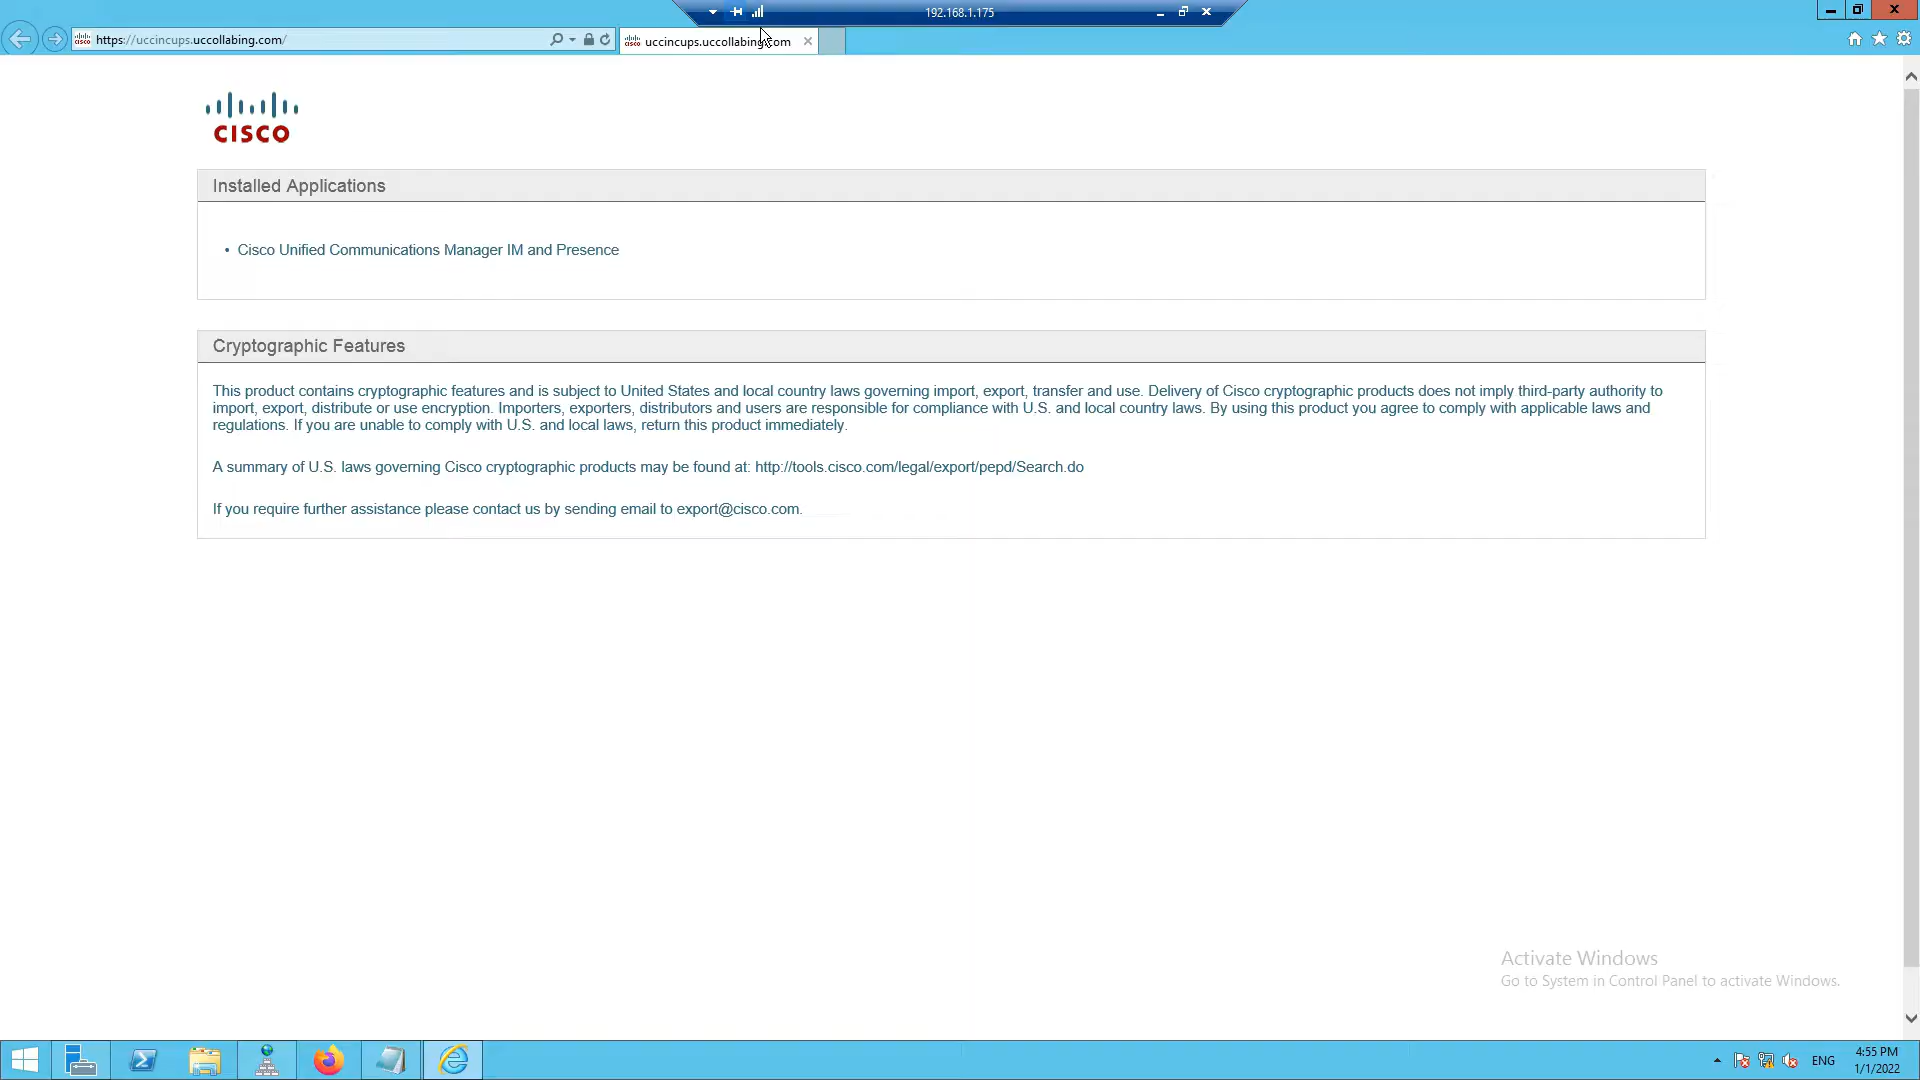 192.168.1.175
https://uccincups.uccollabing.com/
uccincups.uccollabing.com
CISCO
Installed Applications
• Cisco Unified Communications Manager IM and Presence
Cryptographic Features
This product contains cryptographic features and is subject to United States and local country laws governing import, export, transfer and use. Delivery of Cisco cryptographic products does not imply third-party authority to
import, export, distribute or use encryption. Importers, exporters, distributors and users are responsible for compliance with U.S. and local country laws. By using this product you agree to comply with applicable laws and
regulations. If you are unable to comply with U.S. and local laws, return this product immediately.
A summary of U.S. laws governing Cisco cryptographic products may be found at: http://tools.cisco.com/legal/export/pepd/Search.do
If you require further assistance please contact us by sending email to export@cisco.com.
Activate Windows
Go to System in Control Panel to activate Windows.
ENG
4:55 PM
1/1/2022